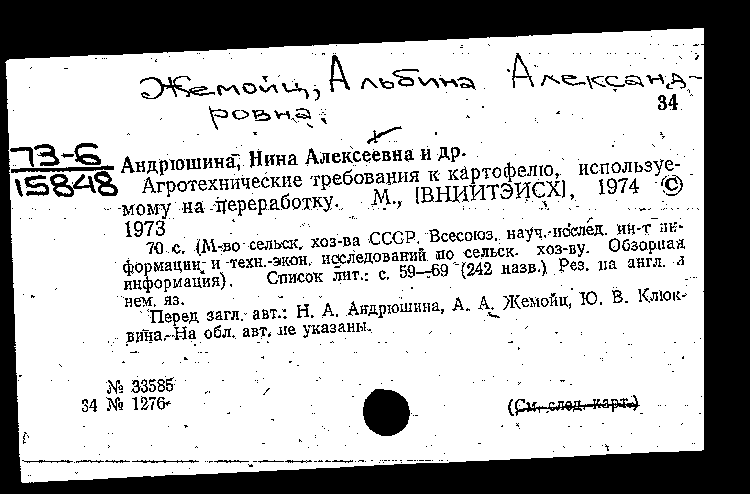 Жемойц, Альбина Александ-
ровна.
34
73-6
15848
Андрюшина, Нина Алексеевна и др.
Агротехнические требования к картофелю, используе-
мому на переработку. М., [ВНИИТЭИСХ], 1974 ©
1973
70 с. (М-во сельск. хоз-ва СССР. Всесоюз. науч.-исслед. ин-т ин-
формации и техн.-экон. исследований по сельск. хоз-ву. Обзорная
информация). Список лит.: с. 59—69 (242 назв.) Рез. на англ. и
нем. яз.
Перед загл. авт.: Н. А. Андрюшина, А. А. Жемойц, Ю. В. Клюк-
вина. На обл. авт. не указаны.
№ 33585
34 № 1276
(См. след. карт.)